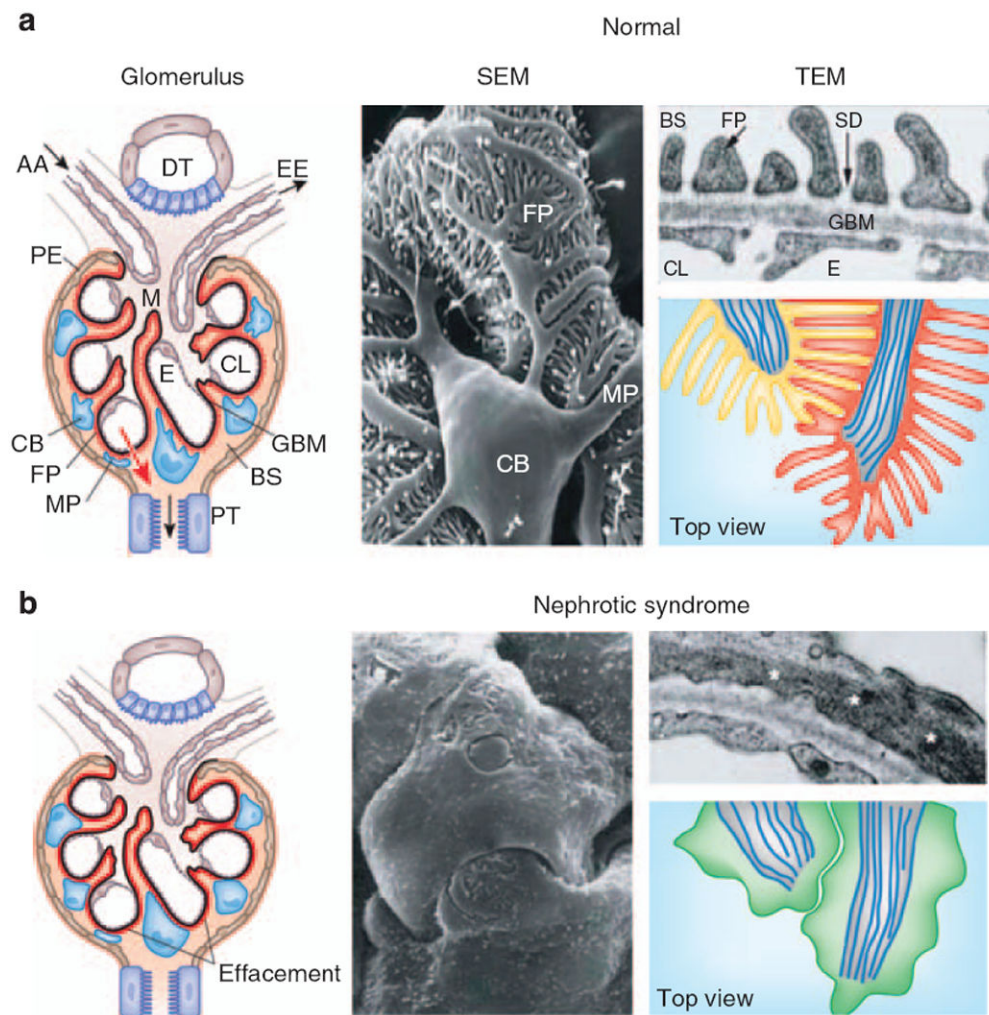 a
Normal
Glomerulus
SEM
TEM
AA
DT
EE
PE
M
E
CL
CB
FP
MP
GBM
BS
PT
FP
MP
CB
BS
FP
SD
GBM
CL
E
Top view
b
Nephrotic syndrome
Effacement
Top view